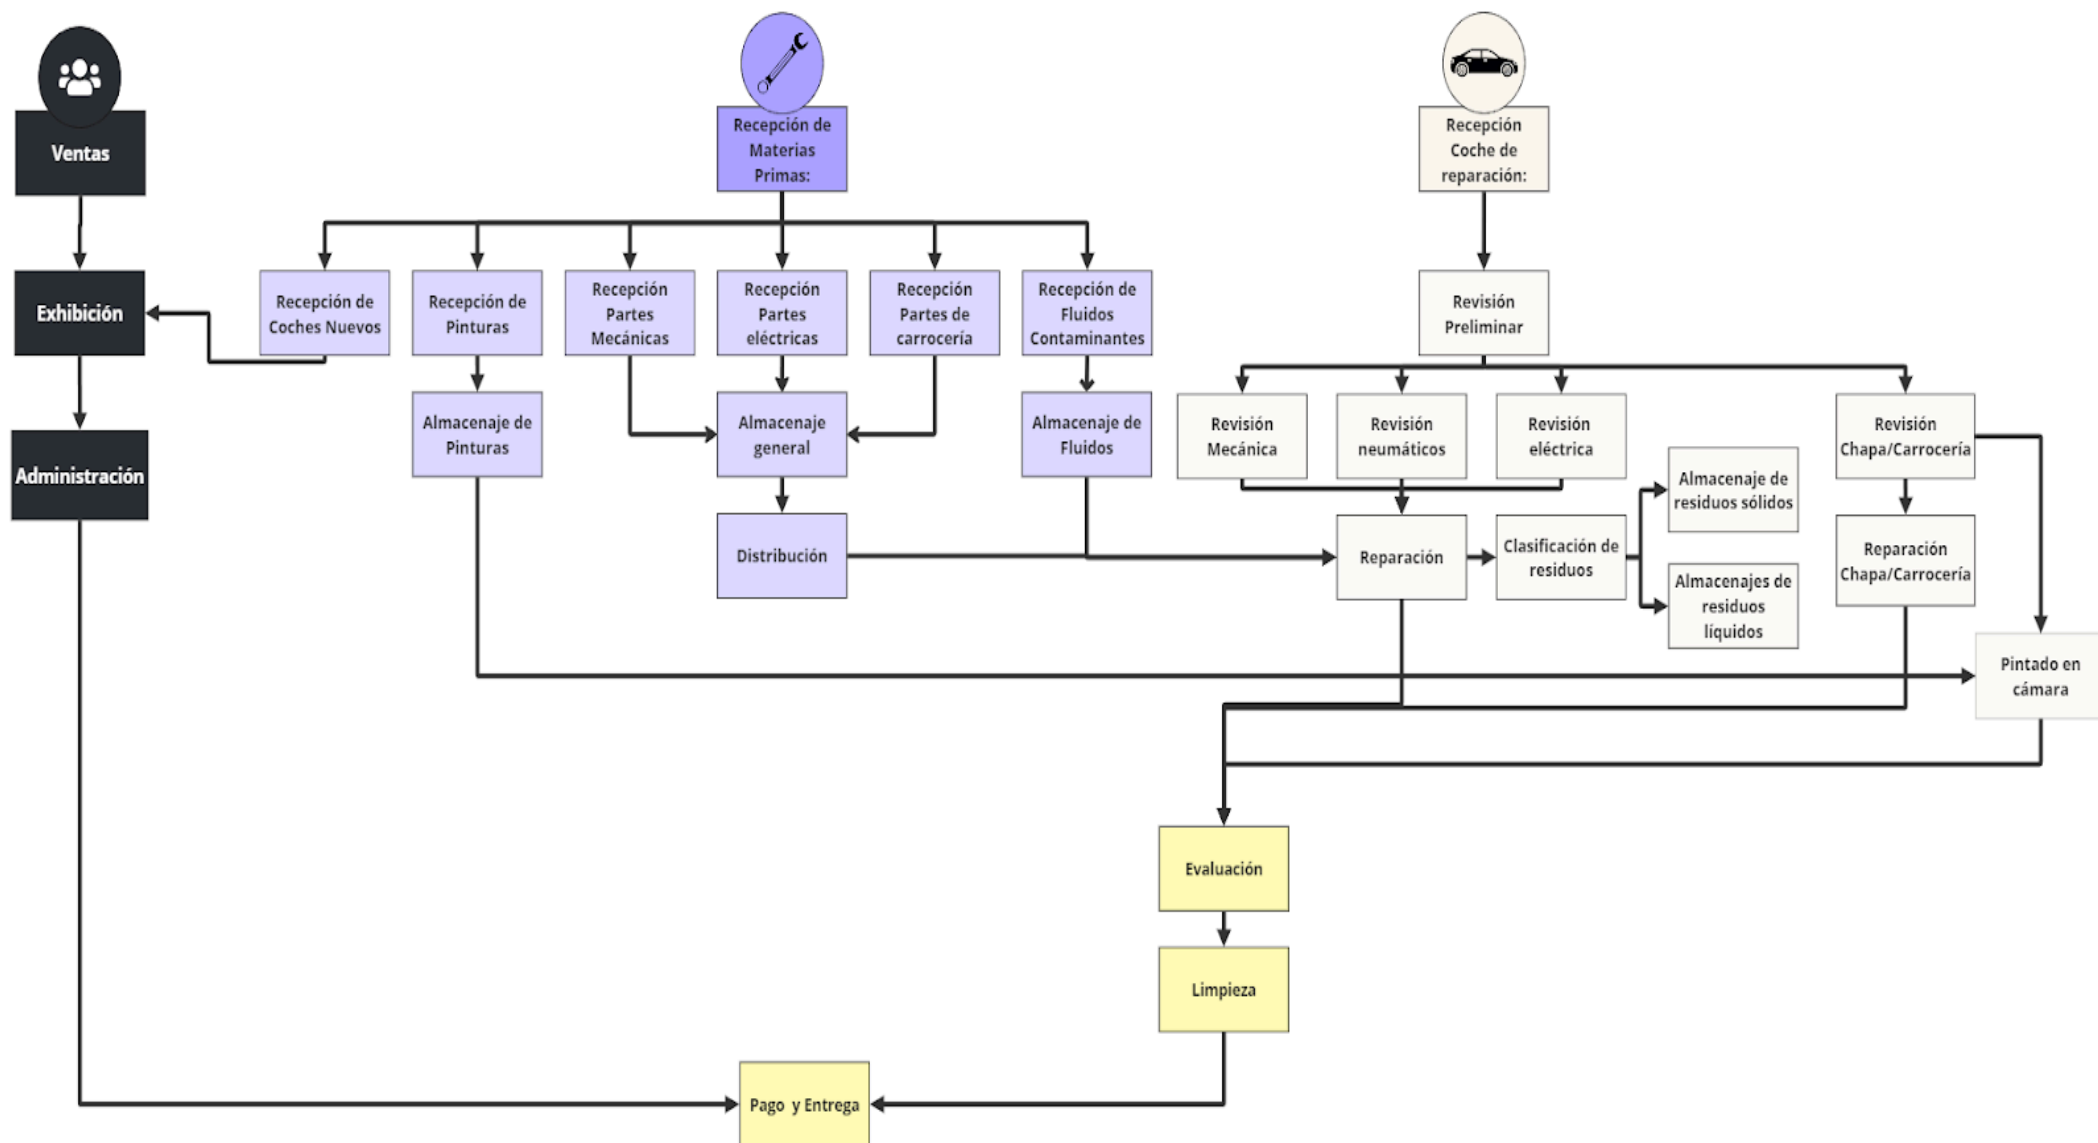 Ventas
Recepción de
Materias
Primas:
Recepción
Coche de
reparación:
Exhibición
Recepción de
Coches Nuevos
Recepción de
Pinturas
Recepción
Partes
Mecánicas
Recepción
Partes
eléctricas
Recepción
Partes de
carrocería
Recepción de
Fluidos
Contaminantes
Revisión
Preliminar
Administración
Almacenaje de
Pinturas
Almacenaje
general
Almacenaje de
Fluidos
Revisión
Mecánica
Revisión
neumáticos
Revisión
eléctrica
Revisión
Chapa/Carrocería
Almacenaje de
residuos sólidos
Distribución
Reparación
Clasificación de
residuos
Almacenajes de
residuos
líquidos
Reparación
Chapa/Carrocería
Pintado en
cámara
Evaluación
Limpieza
Pago y Entrega